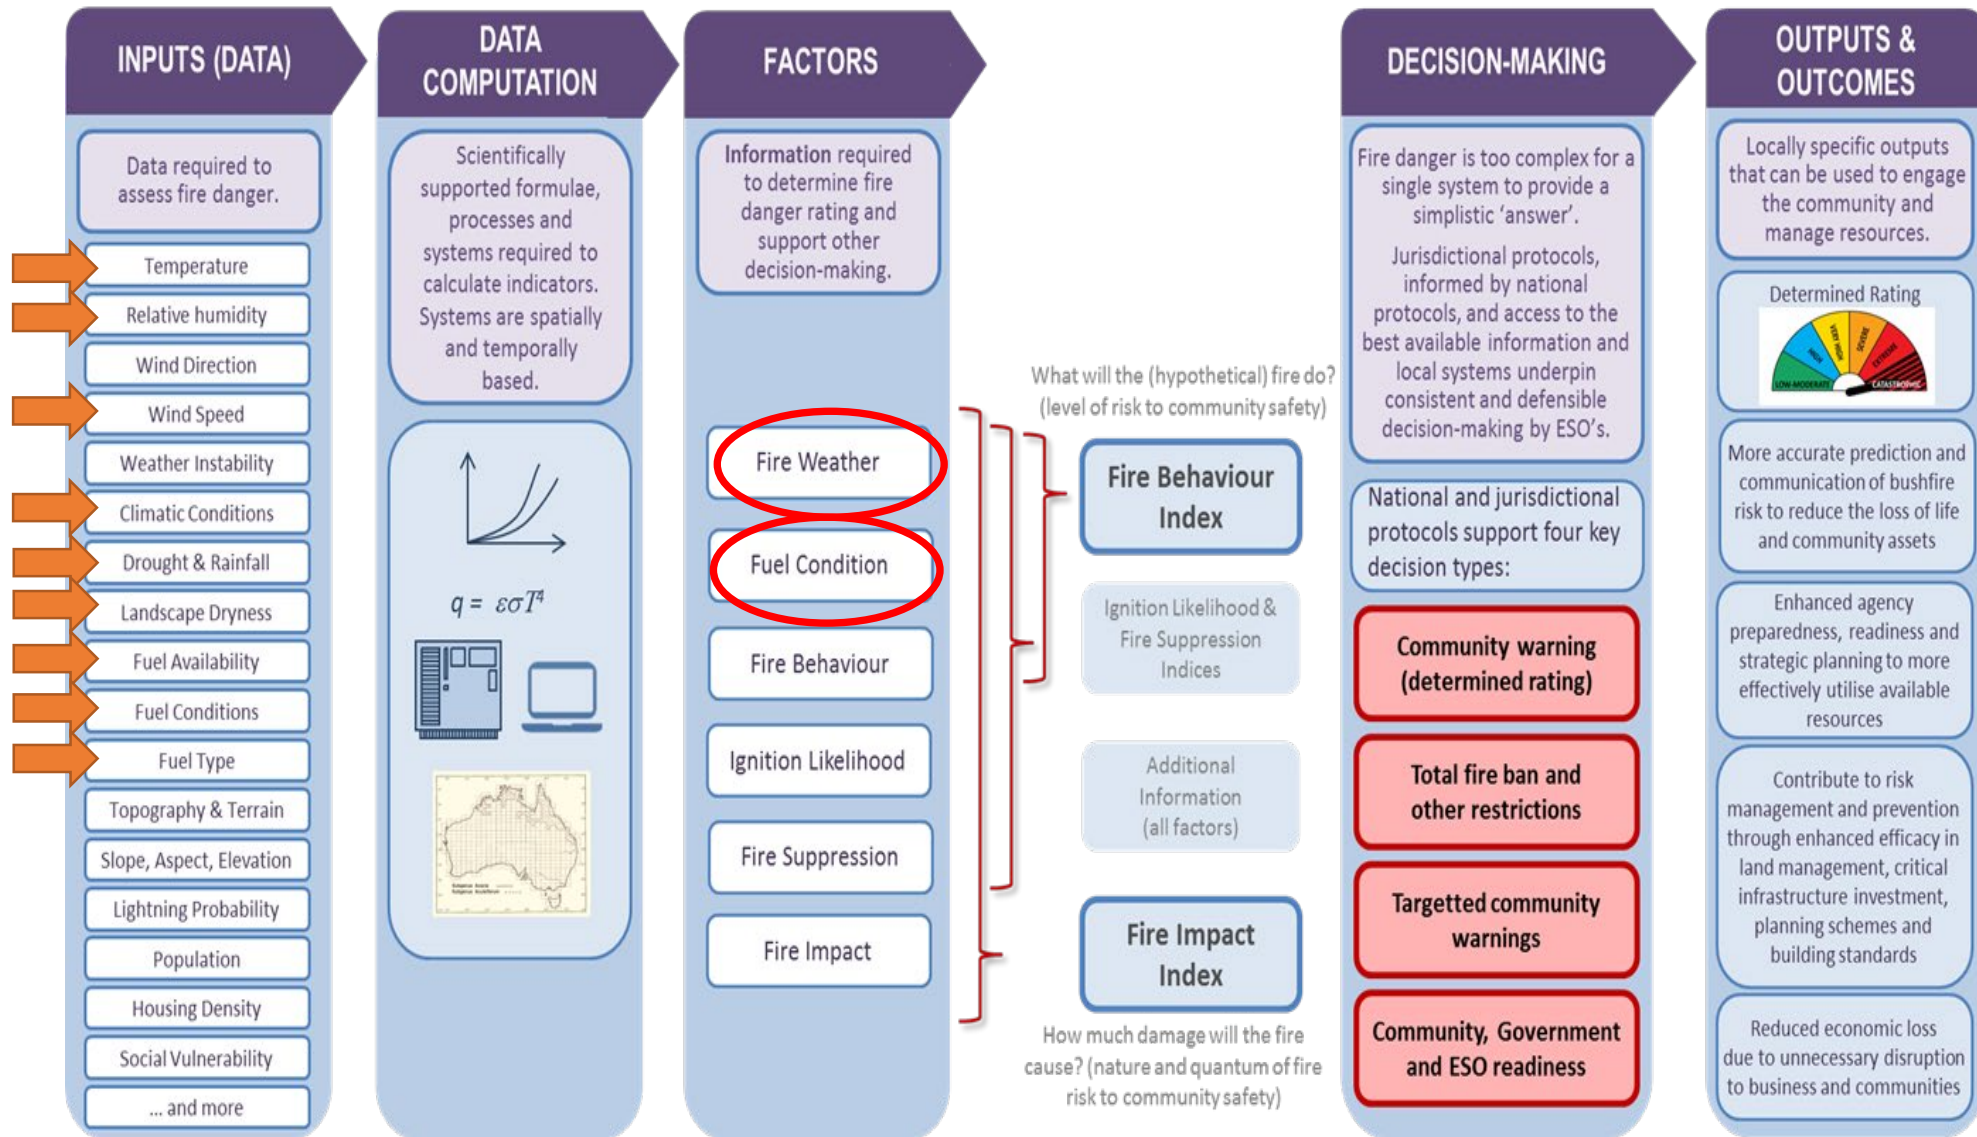 INPUTS (DATA)
Data required to
assess fire danger.
Temperature
Relative humidity
Wind Direction
Wind Speed
Weather Instability
Climatic Conditions
Drought & Rainfall
Landscape Dryness
Fuel Availability
Fuel Conditions
Fuel Type
Topography & Terrain
Slope, Aspect, Elevation
Lightning Probability
Population
Housing Density
Social Vulnerability
... and more
DATA
COMPUTATION
Scientifically
supported formulae,
processes and
systems required to
calculate indicators.
Systems are spatially
and temporally
based.
q = εσT⁴
FACTORS
Information required
to determine fire
danger rating and
support other
decision-making.
Fire Weather
Fuel Condition
Fire Behaviour
Ignition Likelihood
Fire Suppression
Fire Impact
What will the (hypothetical) fire do?
(level of risk to community safety)
Fire Behaviour
Index
Ignition Likelihood &
Fire Suppression
Indices
Additional
Information
(all factors)
Fire Impact
Index
How much damage will the fire
cause? (nature and quantum of fire
risk to community safety)
DECISION-MAKING
Fire danger is too complex for a
single system to provide a
simplistic ‘answer’.
Jurisdictional protocols,
informed by national
protocols, and access to the
best available information and
local systems underpin
consistent and defensible
decision-making by ESO's.
National and jurisdictional
protocols support four key
decision types:
Community warning
(determined rating)
Total fire ban and
other restrictions
Targetted community
warnings
Community, Government
and ESO readiness
OUTPUTS &
OUTCOMES
Locally specific outputs
that can be used to engage
the community and
manage resources.
Determined Rating
LOW-MODERATE
HIGH
VERY HIGH
SEVERE
EXTREME
CATASTROPHIC
More accurate prediction and
communication of bushfire
risk to reduce the loss of life
and community assets
Enhanced agency
preparedness, readiness and
strategic planning to more
effectively utilise available
resources
Contribute to risk
management and prevention
through enhanced efficacy in
land management, critical
infrastructure investment,
planning schemes and
building standards
Reduced economic loss
due to unnecessary disruption
to business and communities